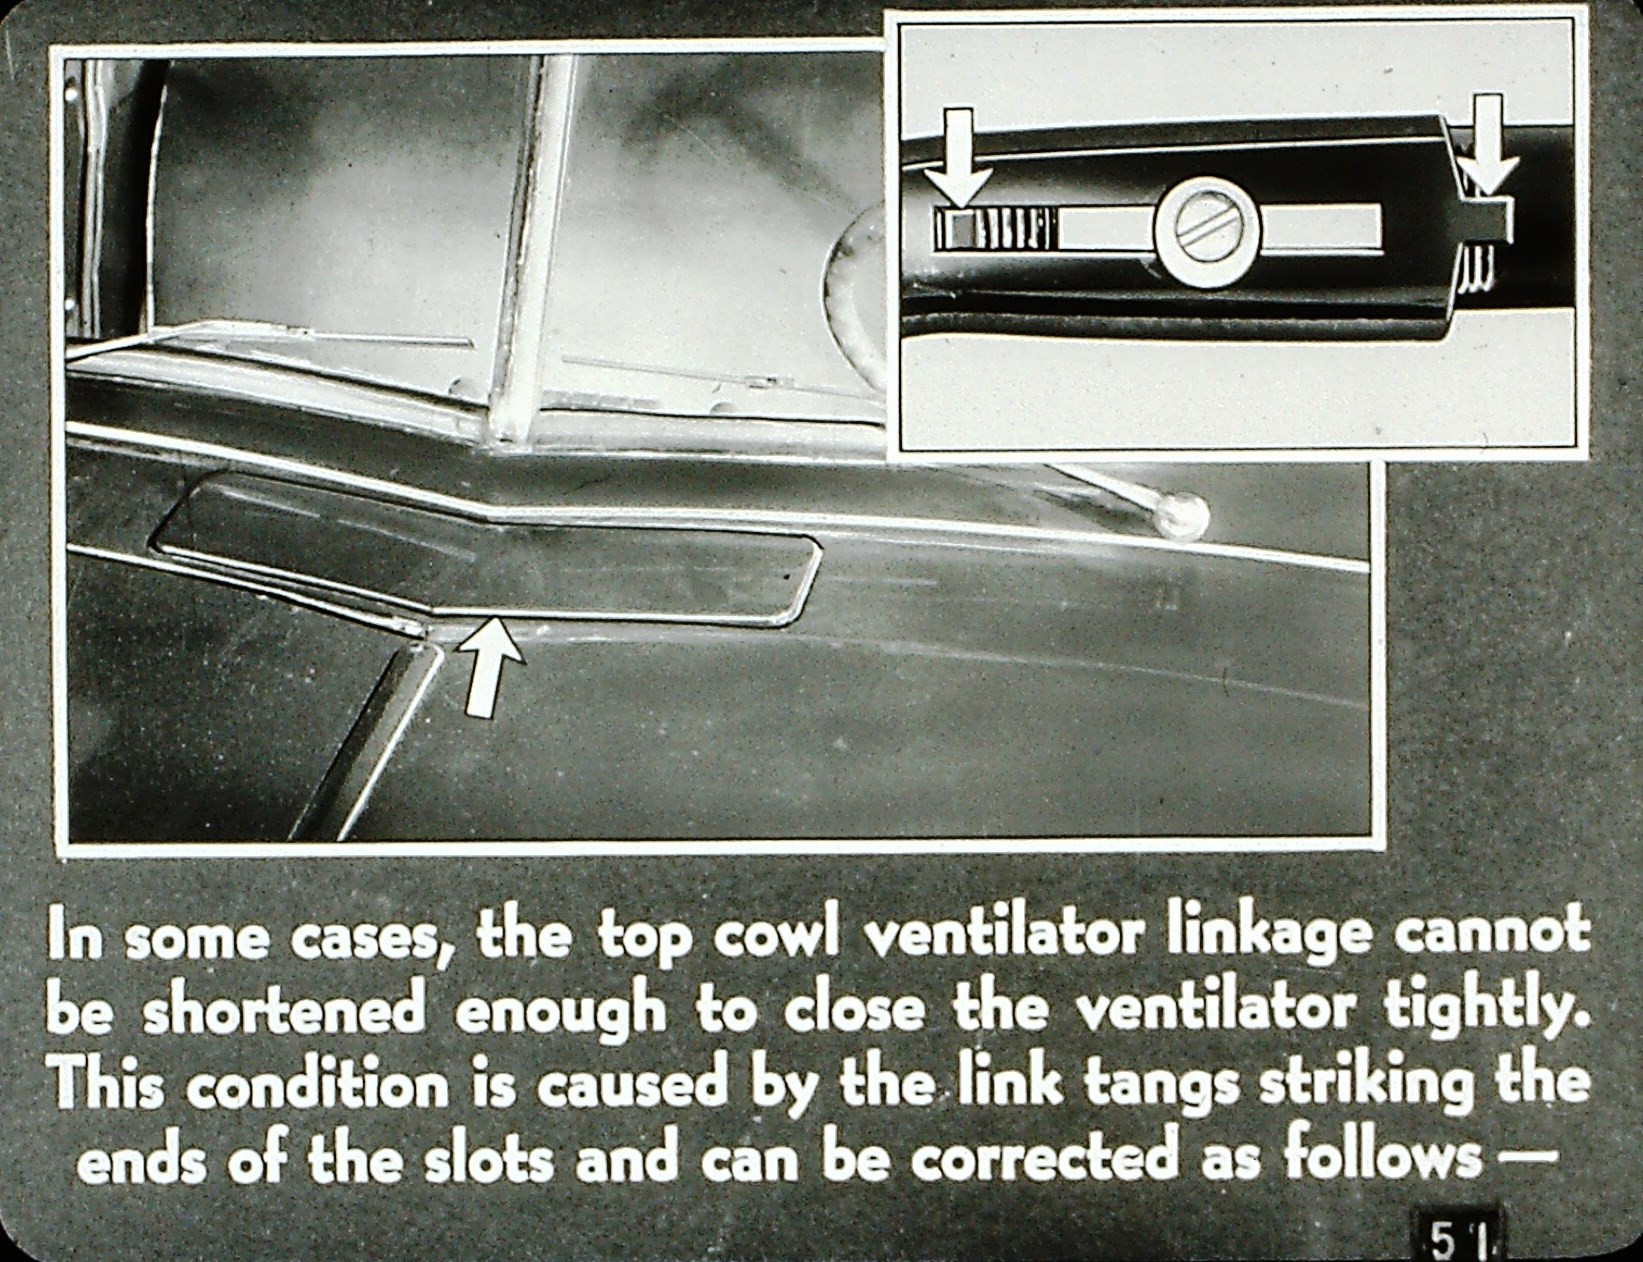 In some cases, the top cowl ventilator linkage cannot
be shortened enough to close the ventilator tightly.
This condition is caused by the link tangs striking the
ends of the slots and can be corrected as follows —
51